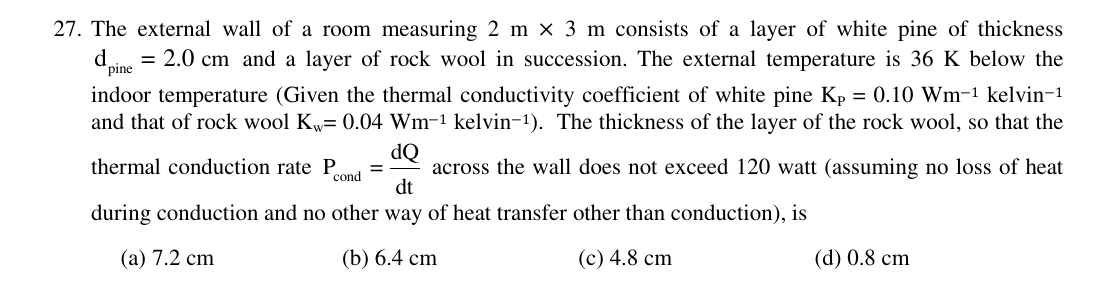 27. The external wall of a room measuring 2 m × 3 m consists of a layer of white pine of thickness
d_pine = 2.0 cm and a layer of rock wool in succession. The external temperature is 36 K below the
indoor temperature (Given the thermal conductivity coefficient of white pine K_P = 0.10 Wm⁻¹ kelvin⁻¹
and that of rock wool K_w= 0.04 Wm⁻¹ kelvin⁻¹). The thickness of the layer of the rock wool, so that the
thermal conduction rate P_cond = dQ/dt across the wall does not exceed 120 watt (assuming no loss of heat
during conduction and no other way of heat transfer other than conduction), is
(a) 7.2 cm (b) 6.4 cm (c) 4.8 cm (d) 0.8 cm